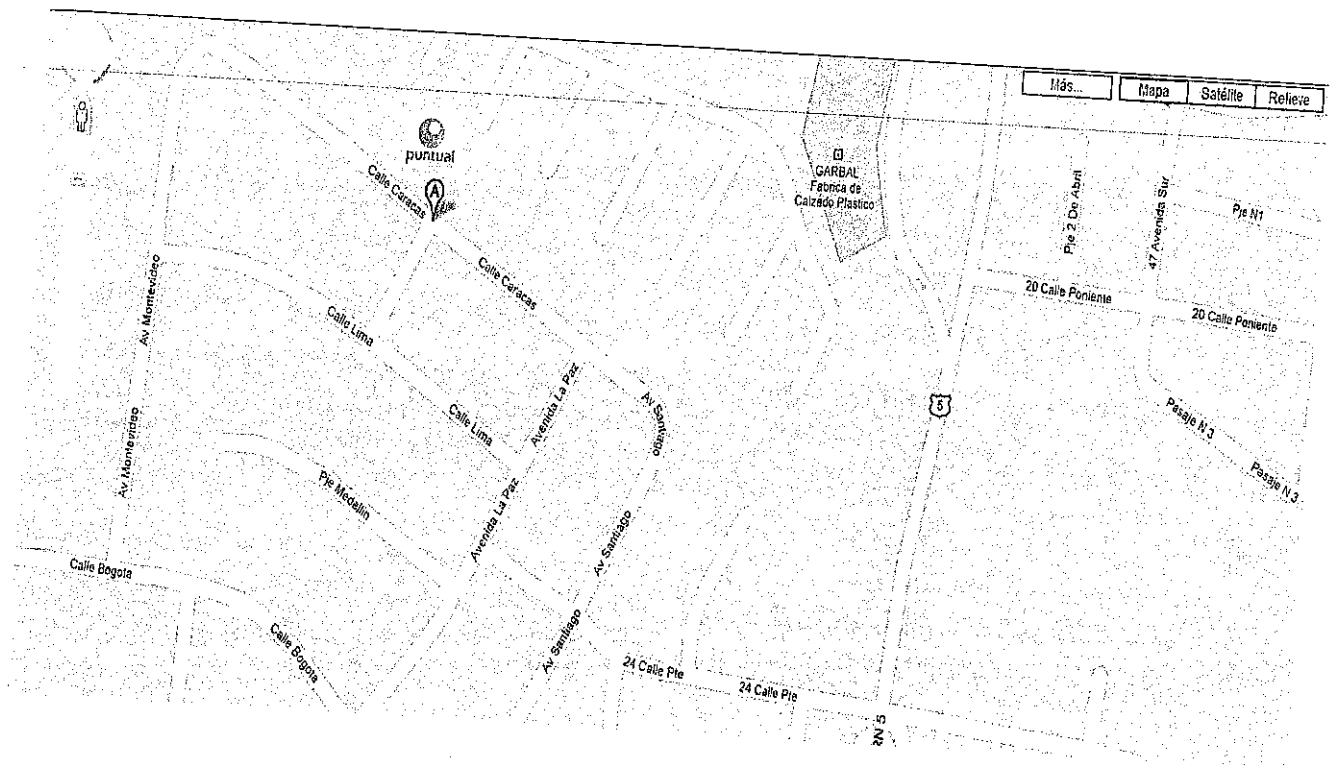 Más...
Mapa
Satélite
Relieve
puntual
A
Calle Caracas
Calle Caracas
GARBAL
Fabrica de
Calzado Plastico
Pje 2 De Abril
47 Avenida Sur
Pje N1
20 Calle Poniente
20 Calle Poniente
Av Montevideo
Av Montevideo
Calle Lima
Calle Lima
Avenida La Paz
Avenida La Paz
Av Santiago
Av Santiago
Av Santiago
5
Pasaje N 3
Pasaje N 3
Pje Medellin
Calle Bogota
Calle Bogota
24 Calle Pte
24 Calle Pte
RN 5